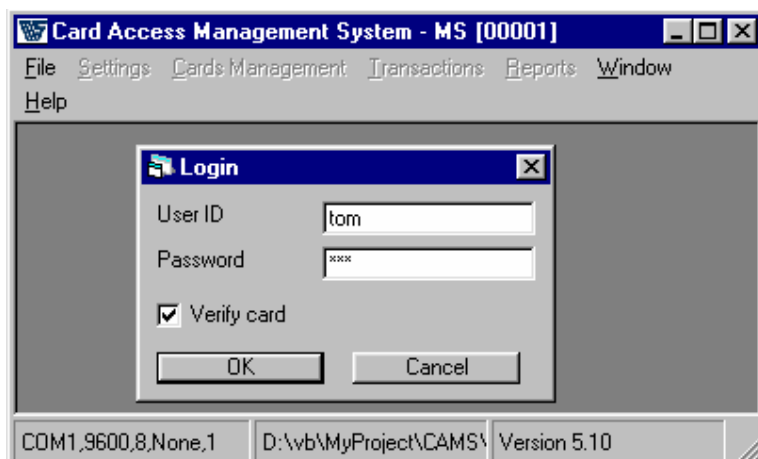 Card Access Management System - MS [00001]
File Settings Cards Management Transactions Reports Window
Help
Login
User ID tom
Password ***
Verify card
OK Cancel
COM1,9600,8,None,1 D:\vb\MyProject\CAMS\ Version 5.10